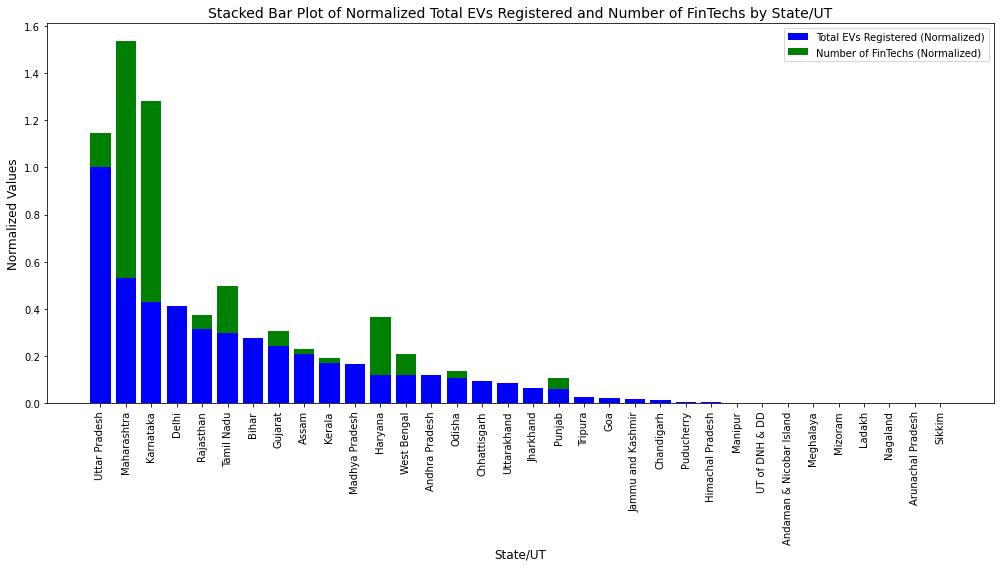 Stacked Bar Plot of Normalized Total EVs Registered and Number of FinTechs by State/UT
Total EVs Registered (Normalized)
Number of FinTechs (Normalized)
Normalized Values
1.6
1.4
1.2
1.0
0.8
0.6
0.4
0.2
0.0
Uttar Pradesh
Maharashtra
Karnataka
Delhi
Rajasthan
Tamil Nadu
Bihar
Gujarat
Assam
Kerala
Madhya Pradesh
Haryana
West Bengal
Andhra Pradesh
Odisha
Chhattisgarh
Uttarakhand
Jharkhand
Punjab
Tripura
Goa
Jammu and Kashmir
Chandigarh
Puducherry
Himachal Pradesh
Manipur
UT of DNH & DD
Andaman & Nicobar Island
Meghalaya
Mizoram
Ladakh
Nagaland
Arunachal Pradesh
Sikkim
State/UT